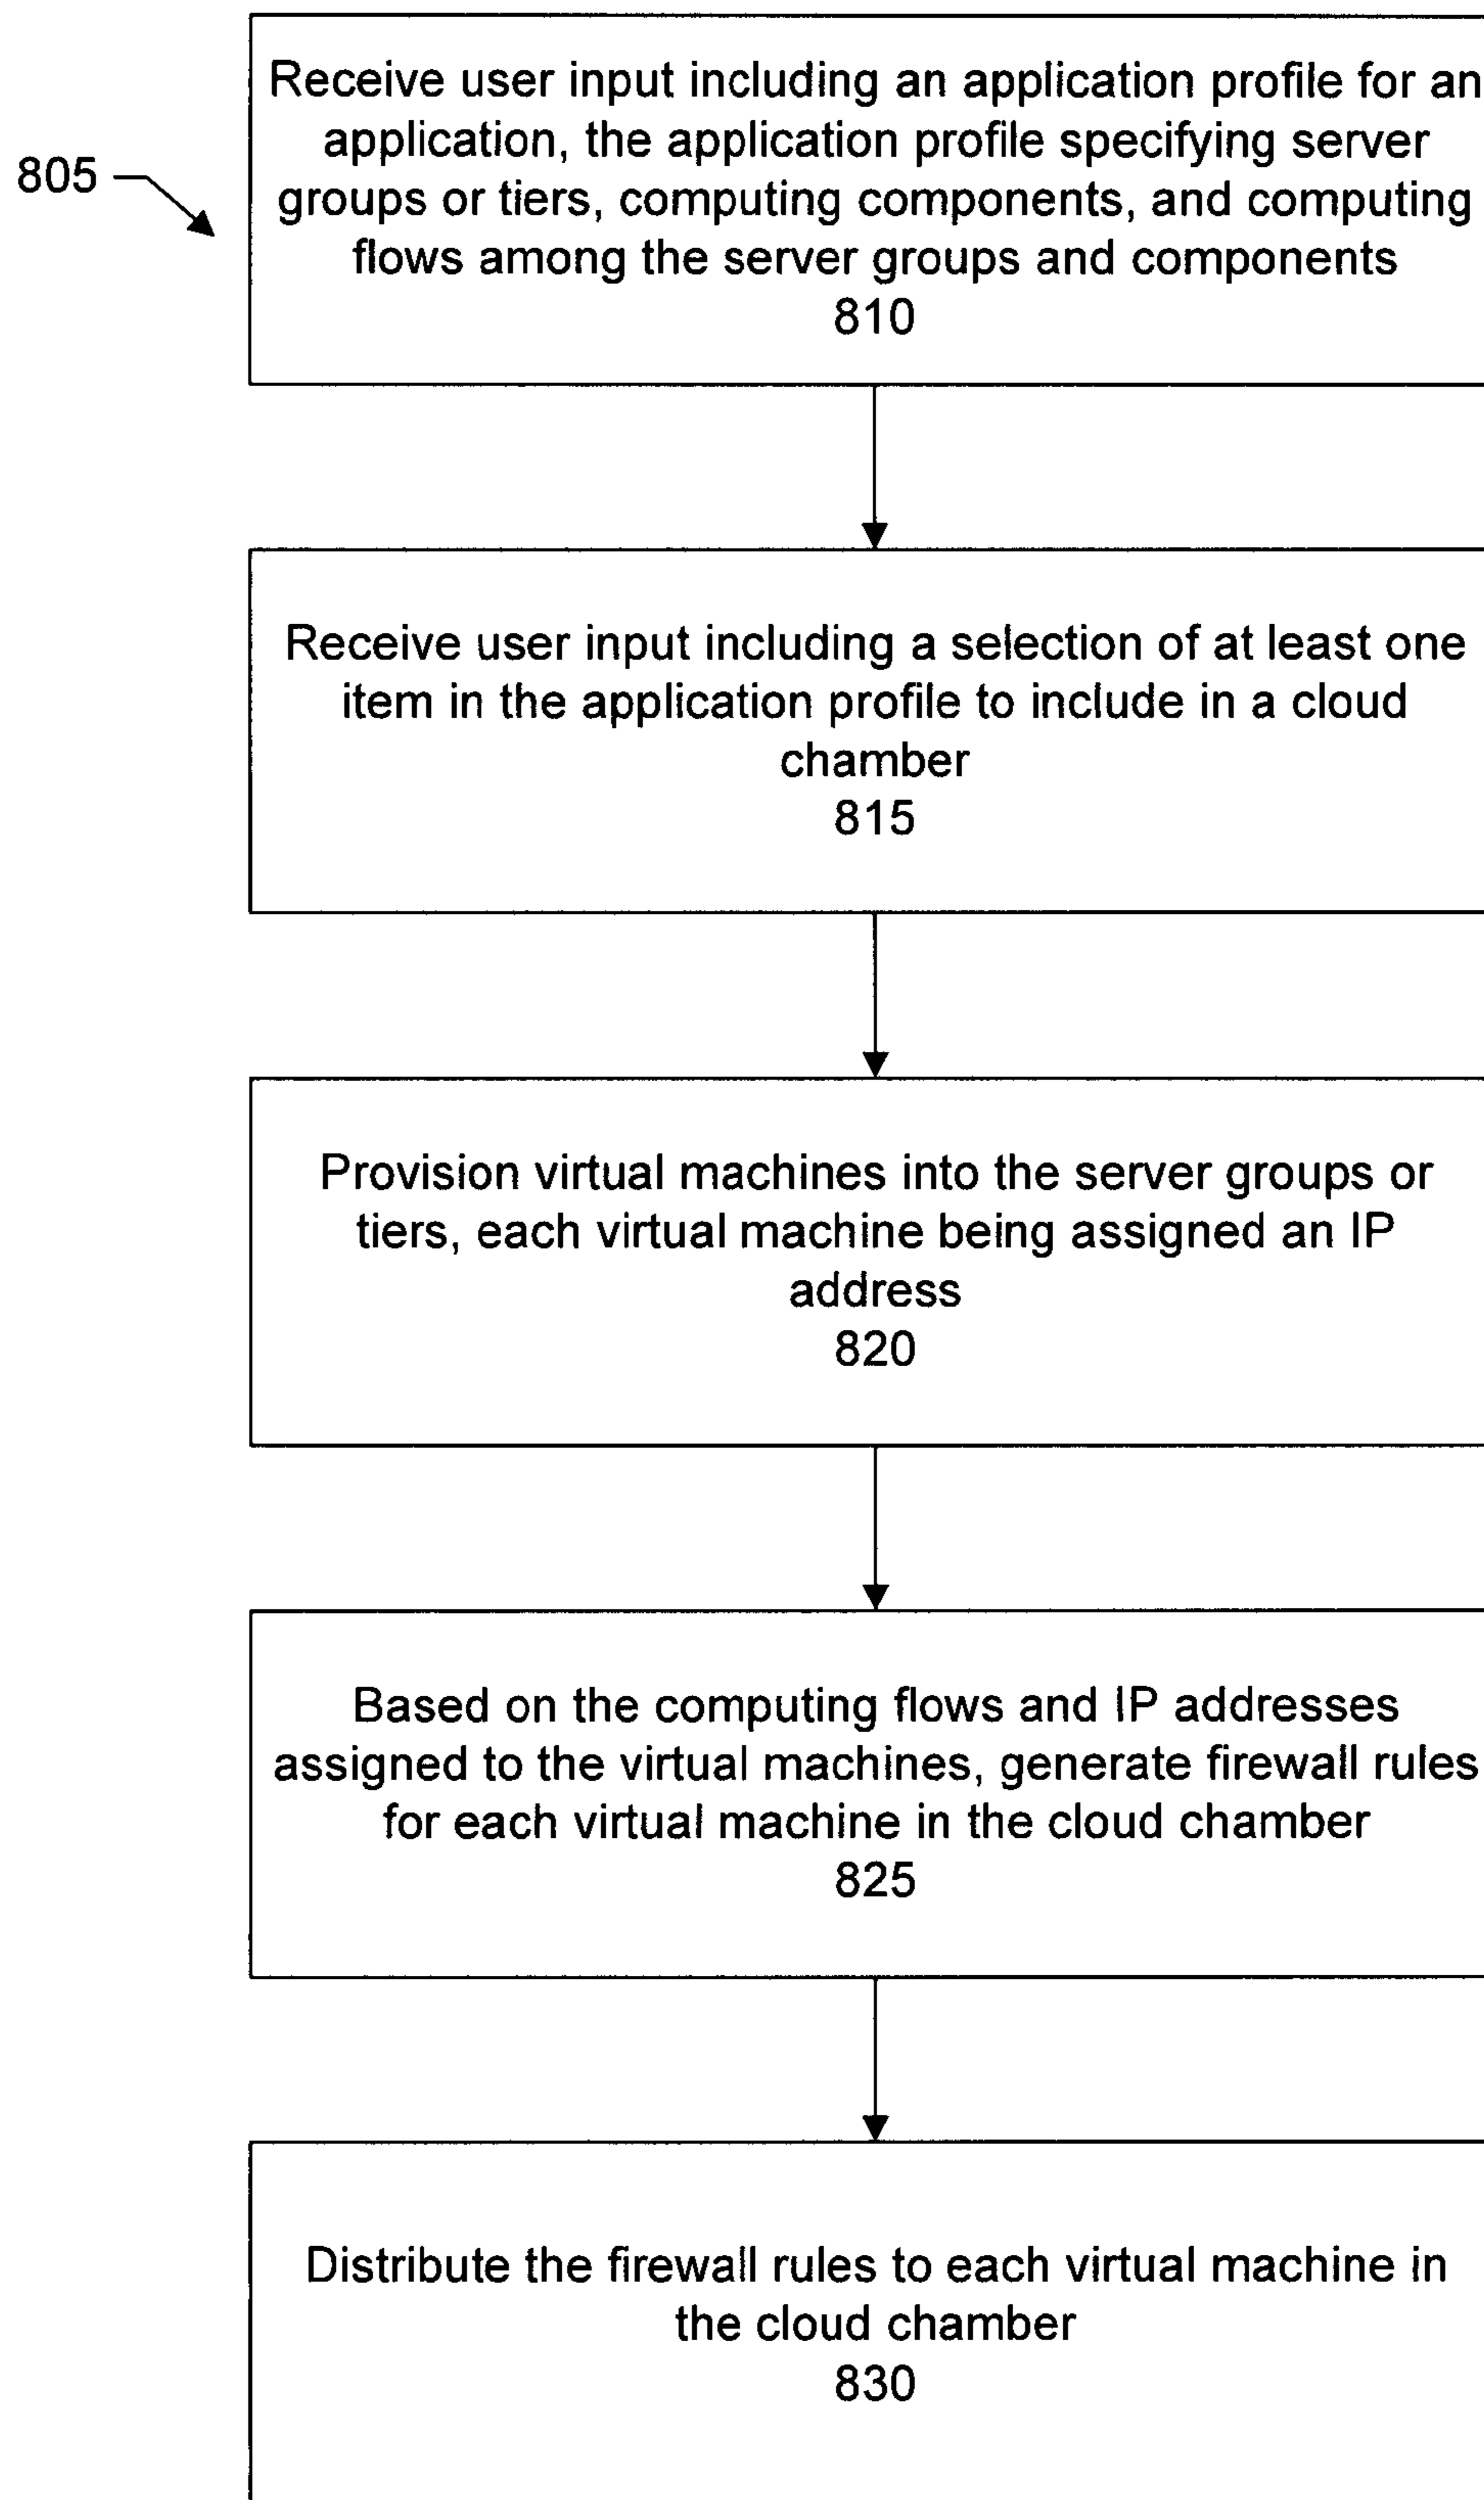 Receive user input including an application profile for an
application, the application profile specifying server
805
groups or tiers, computing components, and computing
flows among the server groups and components
810
Receive user input including a selection of at least one
item in the application profile to include in a cloud
chamber
815
Provision virtual machines into the server groups or
tiers, each virtual machine being assigned an IP
address
820
Based on the computing flows and IP addresses
assigned to the virtual machines, generate firewall rules
for each virtual machine in the cloud chamber
825
Distribute the firewall rules to each virtual machine in
the cloud chamber
830